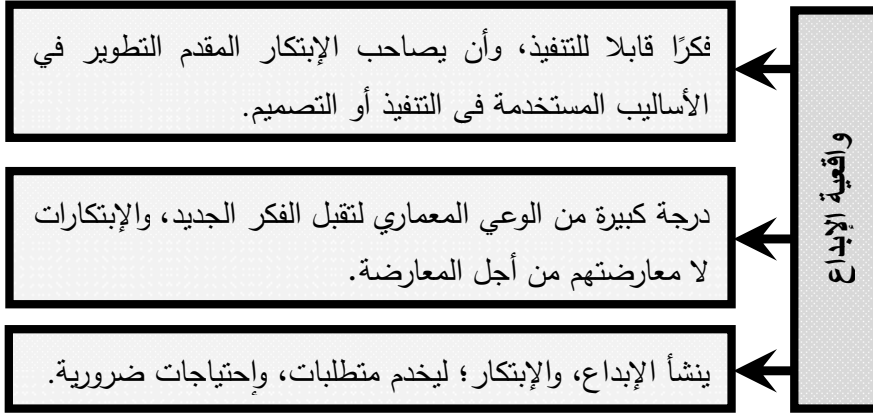 واقعية الإبداع
فكرًا قابلا للتنفيذ، وأن يصاحب الإبتكار المقدم التطوير في
الأساليب المستخدمة فى التنفيذ أو التصميم.
درجة كبيرة من الوعي المعماري لتقبل الفكر الجديد، والإبتكارات
لا معارضتهم من أجل المعارضة.
ينشأ الإبداع، والإبتكار؛ ليخدم متطلبات، وإحتياجات ضرورية.